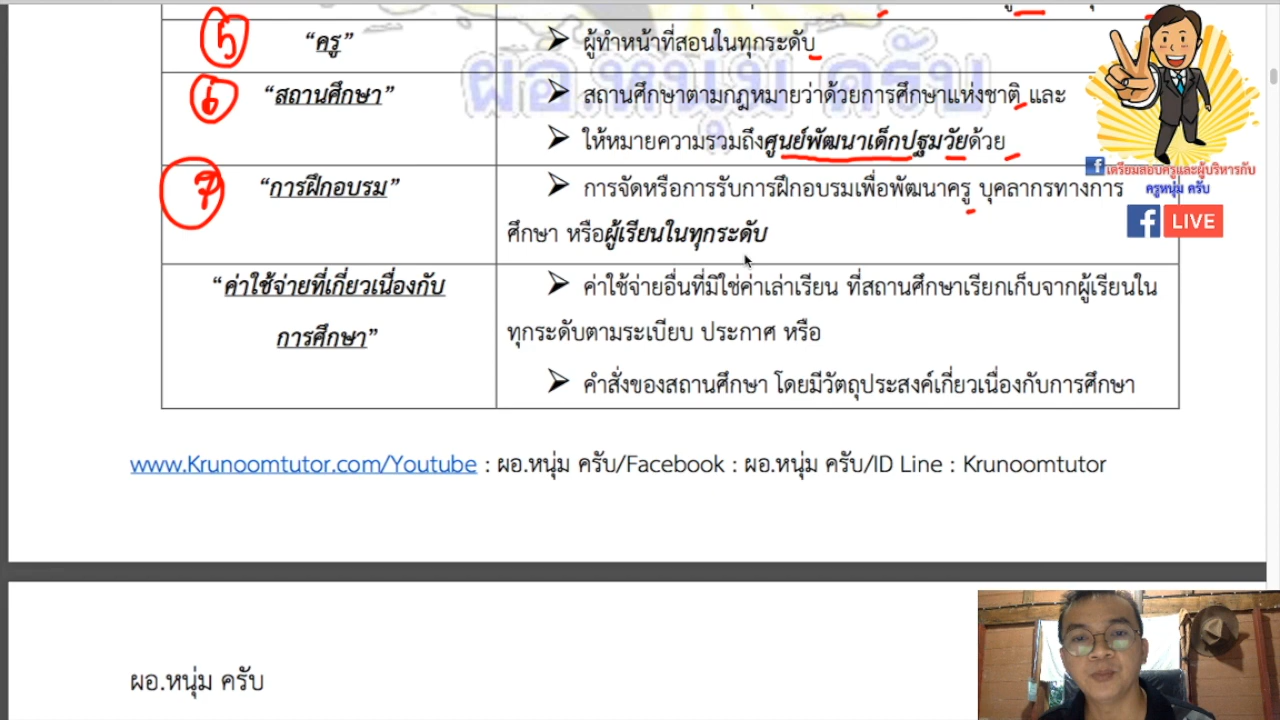 5 "ครู" ➢ ผู้ทำหน้าที่สอนในทุกระดับ
ผอ.หนุ่ม ครับ
6 "สถานศึกษา" ➢ สถานศึกษาตามกฎหมายว่าด้วยการศึกษาแห่งชาติ และ
➢ ให้หมายความรวมถึงศูนย์พัฒนาเด็กปฐมวัยด้วย
7 "การฝึกอบรม" ➢ การจัดหรือการรับการฝึกอบรมเพื่อพัฒนาครู บุคลากรทางการ
ศึกษา หรือผู้เรียนในทุกระดับ
"ค่าใช้จ่ายที่เกี่ยวเนื่องกับ
การศึกษา"
➢ ค่าใช้จ่ายอื่นที่มิใช่ค่าเล่าเรียน ที่สถานศึกษาเรียกเก็บจากผู้เรียนใน
ทุกระดับตามระเบียบ ประกาศ หรือ
➢ คำสั่งของสถานศึกษา โดยมีวัตถุประสงค์เกี่ยวเนื่องกับการศึกษา
เตรียมสอบครูและผู้บริหารกับ
ครูหนุ่ม ครับ
LIVE
www.Krunoomtutor.com/Youtube : ผอ.หนุ่ม ครับ/Facebook : ผอ.หนุ่ม ครับ/ID Line : Krunoomtutor
ผอ.หนุ่ม ครับ